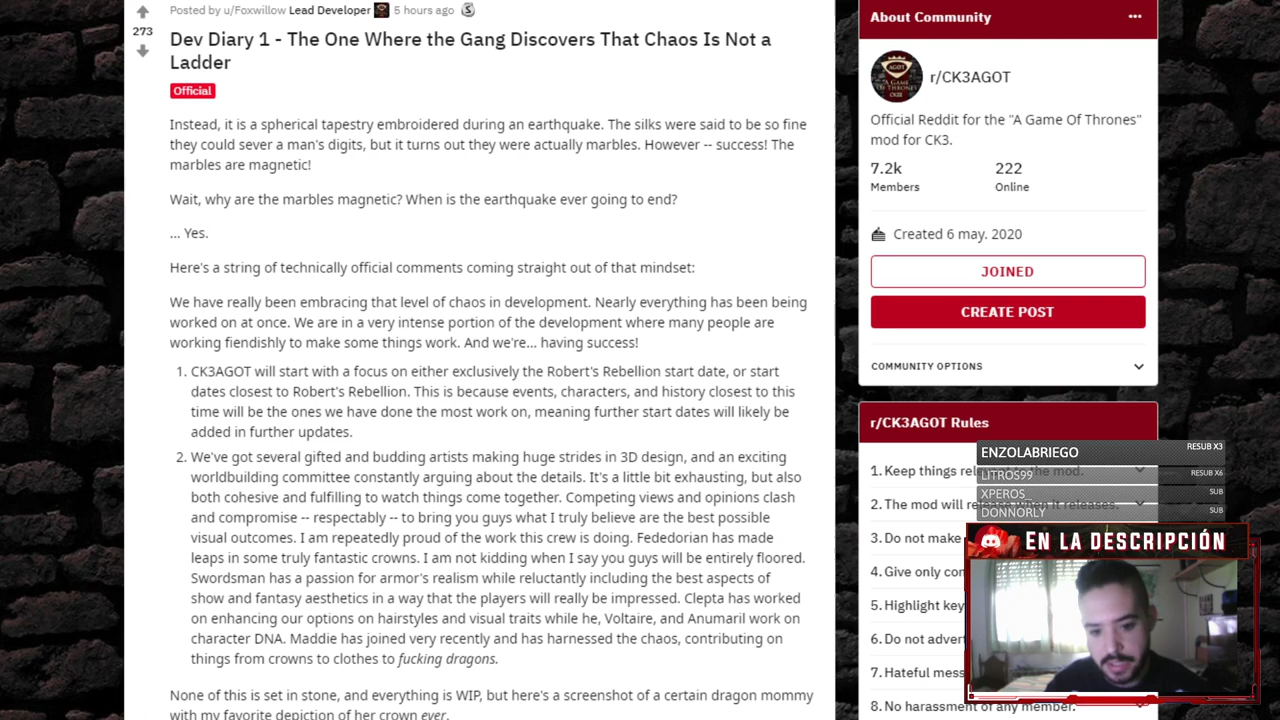 Posted by u/Foxwillow Lead Developer 5 hours ago
273
Dev Diary 1 - The One Where the Gang Discovers That Chaos Is Not a
Ladder
Official
Instead, it is a spherical tapestry embroidered during an earthquake. The silks were said to be so fine
they could sever a man's digits, but it turns out they were actually marbles. However -- success! The
marbles are magnetic!
Wait, why are the marbles magnetic? When is the earthquake ever going to end?
... Yes.
Here's a string of technically official comments coming straight out of that mindset:
We have really been embracing that level of chaos in development. Nearly everything has been being
worked on at once. We are in a very intense portion of the development where many people are
working fiendishly to make some things work. And we're... having success!
1. CK3AGOT will start with a focus on either exclusively the Robert's Rebellion start date, or start
dates closest to Robert's Rebellion. This is because events, characters, and history closest to this
time will be the ones we have done the most work on, meaning further start dates will likely be
added in further updates.
2. We've got several gifted and budding artists making huge strides in 3D design, and an exciting
worldbuilding committee constantly arguing about the details. It's a little bit exhausting, but also
both cohesive and fulfilling to watch things come together. Competing views and opinions clash
and compromise -- respectably -- to bring you guys what I truly believe are the best possible
visual outcomes. I am repeatedly proud of the work this crew is doing. Fededorian has made
leaps in some truly fantastic crowns. I am not kidding when I say you guys will be entirely floored.
Swordsman has a passion for armor's realism while reluctantly including the best aspects of
show and fantasy aesthetics in a way that the players will really be impressed. Clepta has worked
on enhancing our options on hairstyles and visual traits while he, Voltaire, and Anumaril work on
character DNA. Maddie has joined very recently and has harnessed the chaos, contributing on
things from crowns to clothes to fucking dragons.
None of this is set in stone, and everything is WIP, but here's a screenshot of a certain dragon mommy
with my favorite depiction of her crown ever.
About Community
AGOT
A GAME
OF THRONES
CKIII
r/CK3AGOT
Official Reddit for the "A Game Of Thrones"
mod for CK3.
7.2k 222
Members Online
Created 6 may. 2020
JOINED
CREATE POST
COMMUNITY OPTIONS
r/CK3AGOT Rules
1. Keep things rel the mod.
2. The mod will release when it releases.
3. Do not make
4. Give only con
5. Highlight key
6. Do not advert
7. Hateful mess
8. No harassment of any member.
ENZOLABRIEGO RESUB X3
LITROS99 RESUB X6
XPEROS_ SUB
DONNORLY SUB
EN LA DESCRIPCIÓN